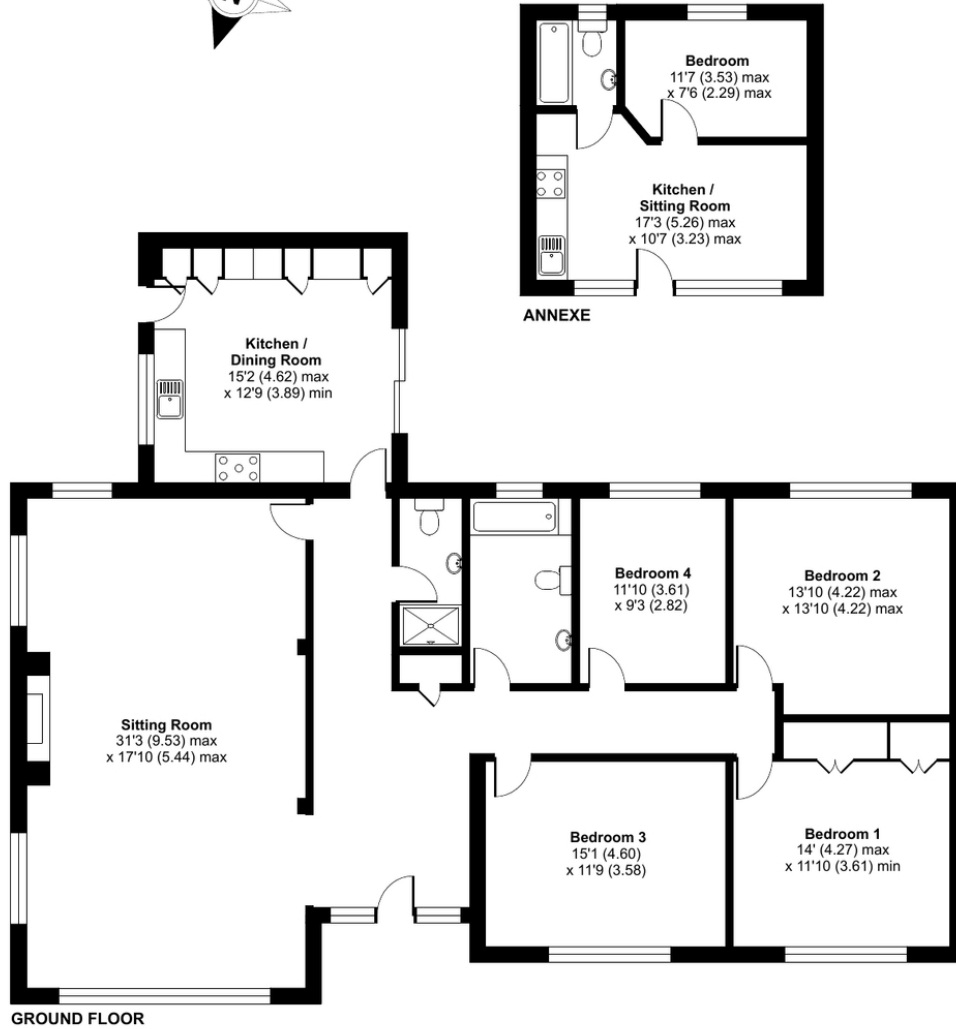 Bedroom
11'7 (3.53) max
x 7'6 (2.29) max
Kitchen /
Sitting Room
17'3 (5.26) max
x 10'7 (3.23) max
ANNEXE
Kitchen /
Dining Room
15'2 (4.62) max
x 12'9 (3.89) min
Bedroom 4
11'10 (3.61)
x 9'3 (2.82)
Bedroom 2
13'10 (4.22) max
x 13'10 (4.22) max
Sitting Room
31'3 (9.53) max
x 17'10 (5.44) max
Bedroom 3
15'1 (4.60)
x 11'9 (3.58)
Bedroom 1
14' (4.27) max
x 11'10 (3.61) min
GROUND FLOOR